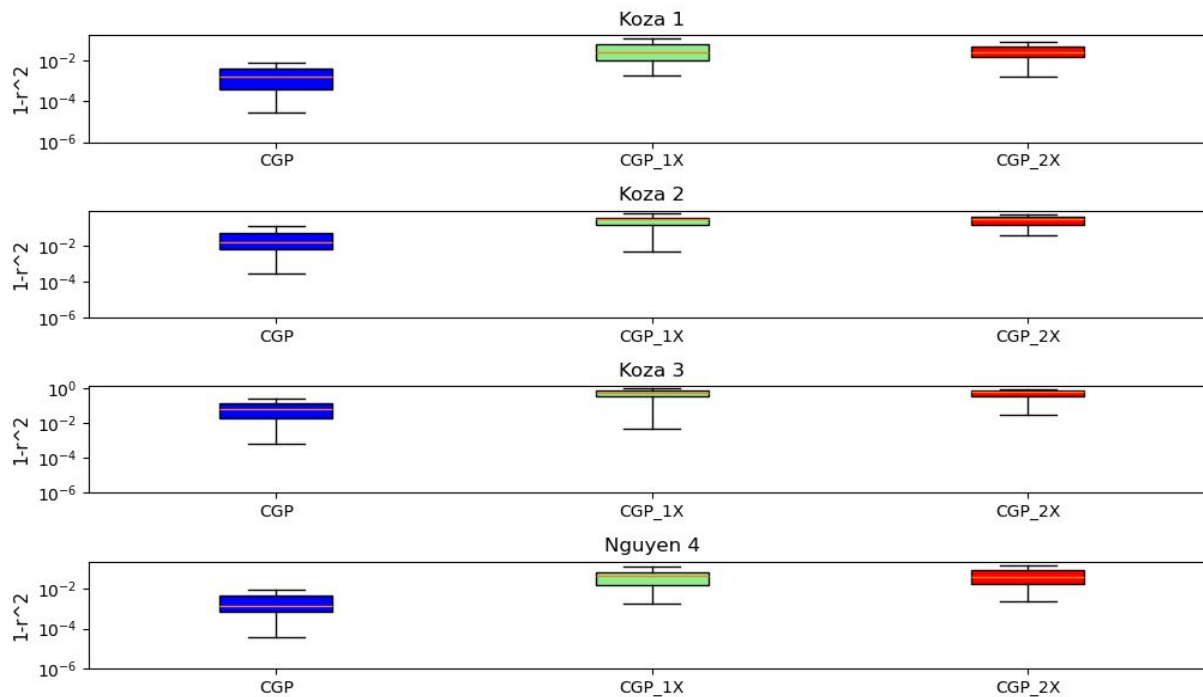 Koza 1
1-r^2
10^{-2}
10^{-4}
10^{-6}
CGP CGP_1X CGP_2X
Koza 2
1-r^2
10^{-2}
10^{-4}
10^{-6}
CGP CGP_1X CGP_2X
Koza 3
1-r^2
10^{0}
10^{-2}
10^{-4}
10^{-6}
CGP CGP_1X CGP_2X
Nguyen 4
1-r^2
10^{-2}
10^{-4}
10^{-6}
CGP CGP_1X CGP_2X